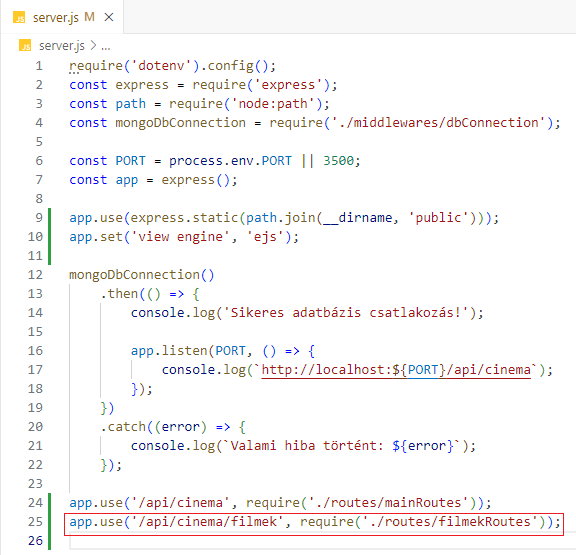 JS server.js M ×
JS server.js > ...
1 require('dotenv').config();
2 const express = require('express');
3 const path = require('node:path');
4 const mongoDbConnection = require('./middlewares/dbConnection');
5
6 const PORT = process.env.PORT || 3500;
7 const app = express();
8
9 app.use(express.static(path.join(__dirname, 'public')));
10 app.set('view engine', 'ejs');
11
12 mongoDbConnection()
13     .then(() => {
14         console.log('Sikeres adatbázis csatlakozás!');
15
16         app.listen(PORT, () => {
17             console.log(`http://localhost:${PORT}/api/cinema`);
18         });
19     })
20     .catch((error) => {
21         console.log(`Valami hiba történt: ${error}`);
22     });
23
24 app.use('/api/cinema', require('./routes/mainRoutes'));
25 app.use('/api/cinema/filmek', require('./routes/filmekRoutes'));
26